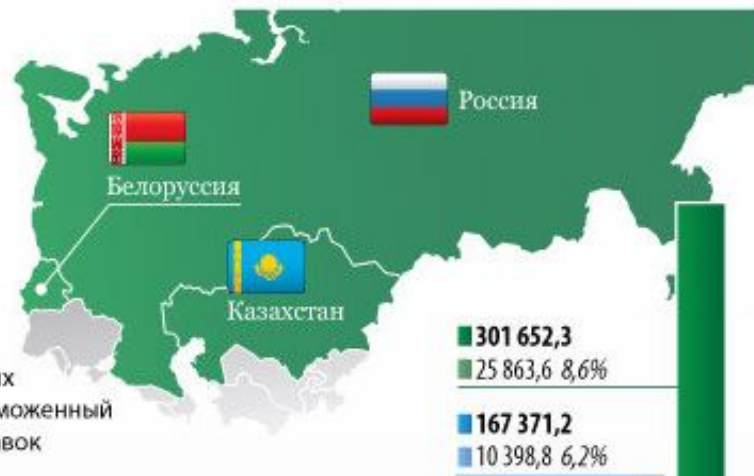 Россия
Белоруссия
Казахстан
301 652,3
25 863,6 8,6%
167 371,2
10 398,8 6,2%